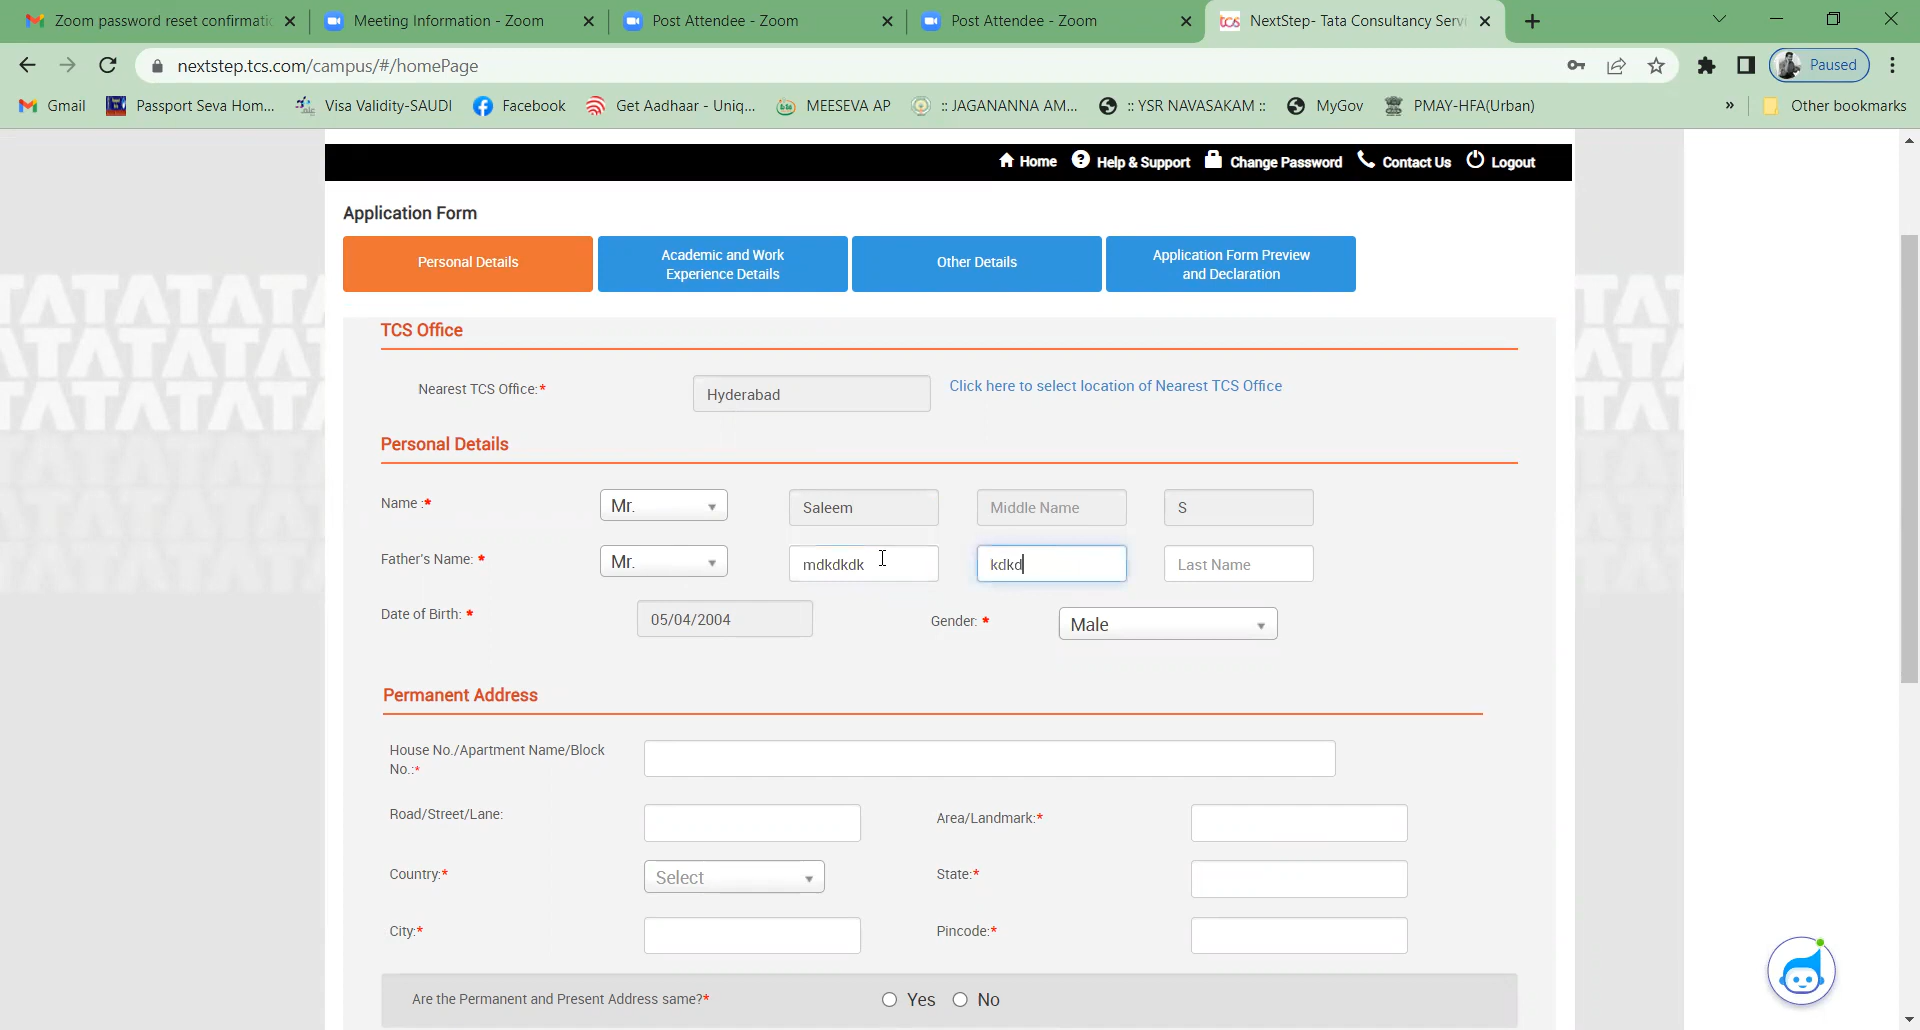 Zoom password reset confirmatio
Meeting Information - Zoom
Post Attendee - Zoom
Post Attendee - Zoom
tcs
NextStep- Tata Consultancy Servi
nextstep.tcs.com/campus/#/homePage
Paused
Gmail
Passport Seva Hom...
Visa Validity-SAUDI
Facebook
Get Aadhaar - Uniq...
MEESEVA AP
:: JAGANANNA AM...
:: YSR NAVASAKAM ::
MyGov
PMAY-HFA(Urban)
»
Other bookmarks
Home
Help & Support
Change Password
Contact Us
Logout
Application Form
Personal Details
Academic and Work
Experience Details
Other Details
Application Form Preview
and Declaration
TCS Office
Nearest TCS Office:*
Hyderabad
Click here to select location of Nearest TCS Office
Personal Details
Name :*
Mr.
Saleem
Middle Name
S
Father's Name: *
Mr.
mdkdkdk
kdkd
Last Name
Date of Birth: *
05/04/2004
Gender: *
Male
Permanent Address
House No./Apartment Name/Block
No.:*
Road/Street/Lane:
Area/Landmark:*
Country:*
Select
State:*
City:*
Pincode:*
Are the Permanent and Present Address same?*
Yes
No